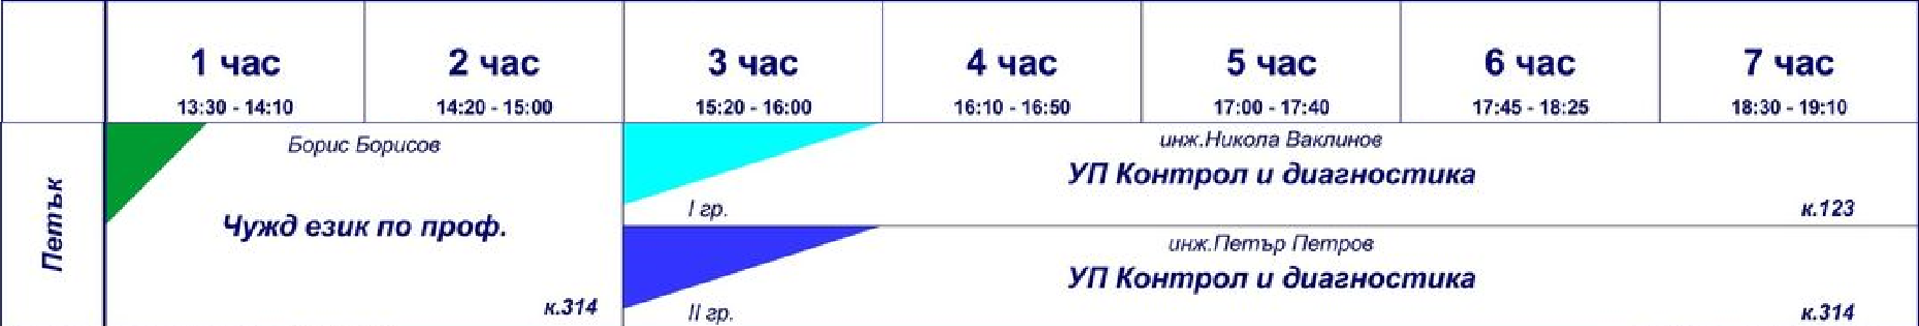 1 час
13:30 - 14:10
2 час
14:20 - 15:00
3 час
15:20 - 16:00
4 час
16:10 - 16:50
5 час
17:00 - 17:40
6 час
17:45 - 18:25
7 час
18:30 - 19:10
Петък
Борис Борисов
Чужд език по проф.
к.314
инж.Никола Ваклинов
УП Контрол и диагностика
I гр.
к.123
инж.Петър Петров
УП Контрол и диагностика
II гр.
к.314